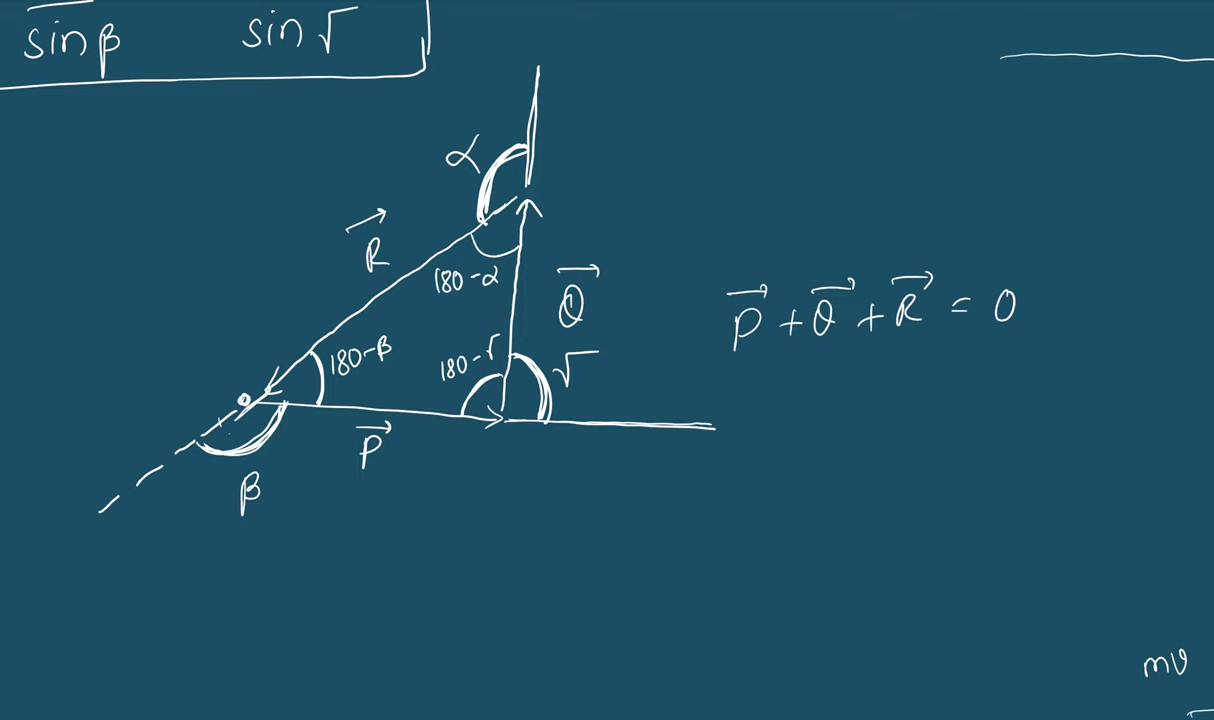 sin β sin √
α
R
180-α
Q
P + Q + R = 0
180-β
180-√
√
P
β
mv